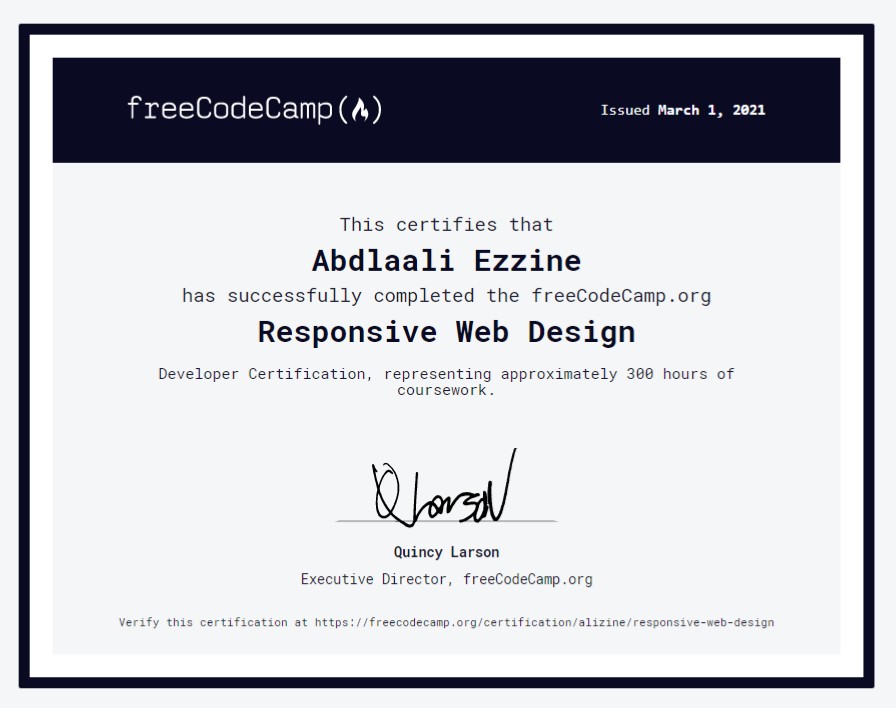 freeCodeCamp(🔥)
Issued March 1, 2021
This certifies that
Abdlaali Ezzine
has successfully completed the freeCodeCamp.org
Responsive Web Design
Developer Certification, representing approximately 300 hours of
coursework.
Q Larson
Quincy Larson
Executive Director, freeCodeCamp.org
Verify this certification at https://freecodecamp.org/certification/alizine/responsive-web-design